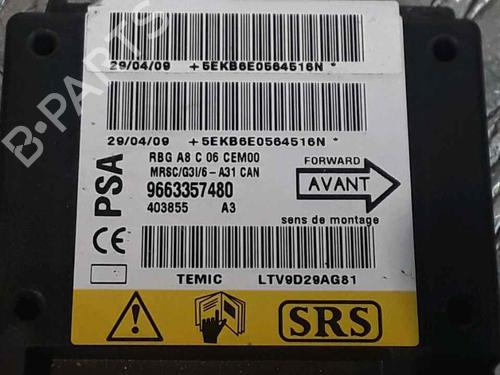 29/04/09 +5EKB6E0564516N *
29/04/09 +5EKB6E0564516N *
PSA
CE
RBG A8 C 06 CEM00
MRSC/G3I/6 - A31 CAN
9663357480
403855 A3
FORWARD
AVANT
sens de montage
TEMIC LTV9D29AG81
SRS
B-PARTS